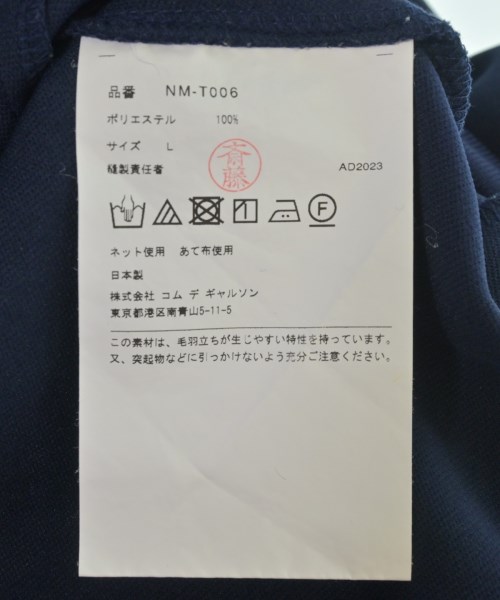 品番 NM-T006
ポリエステル 100%
サイズ L
縫製責任者 斎藤 AD2023
F
ネット使用 あて布使用
日本製
株式会社 コム デ ギャルソン
東京都港区南青山5-11-5
この素材は、毛羽立ちが生じやすい特性を持っています。
又、突起物などに引っかけないよう充分ご注意ください。